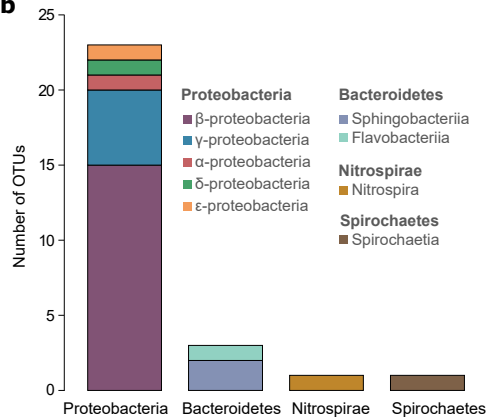 b
25
20
15
10
5
0
Number of OTUs
Proteobacteria
β-proteobacteria
γ-proteobacteria
α-proteobacteria
δ-proteobacteria
ε-proteobacteria
Bacteroidetes
Sphingobacteriia
Flavobacteriia
Nitrospirae
Nitrospira
Spirochaetes
Spirochaetia
Proteobacteria Bacteroidetes Nitrospirae Spirochaetes